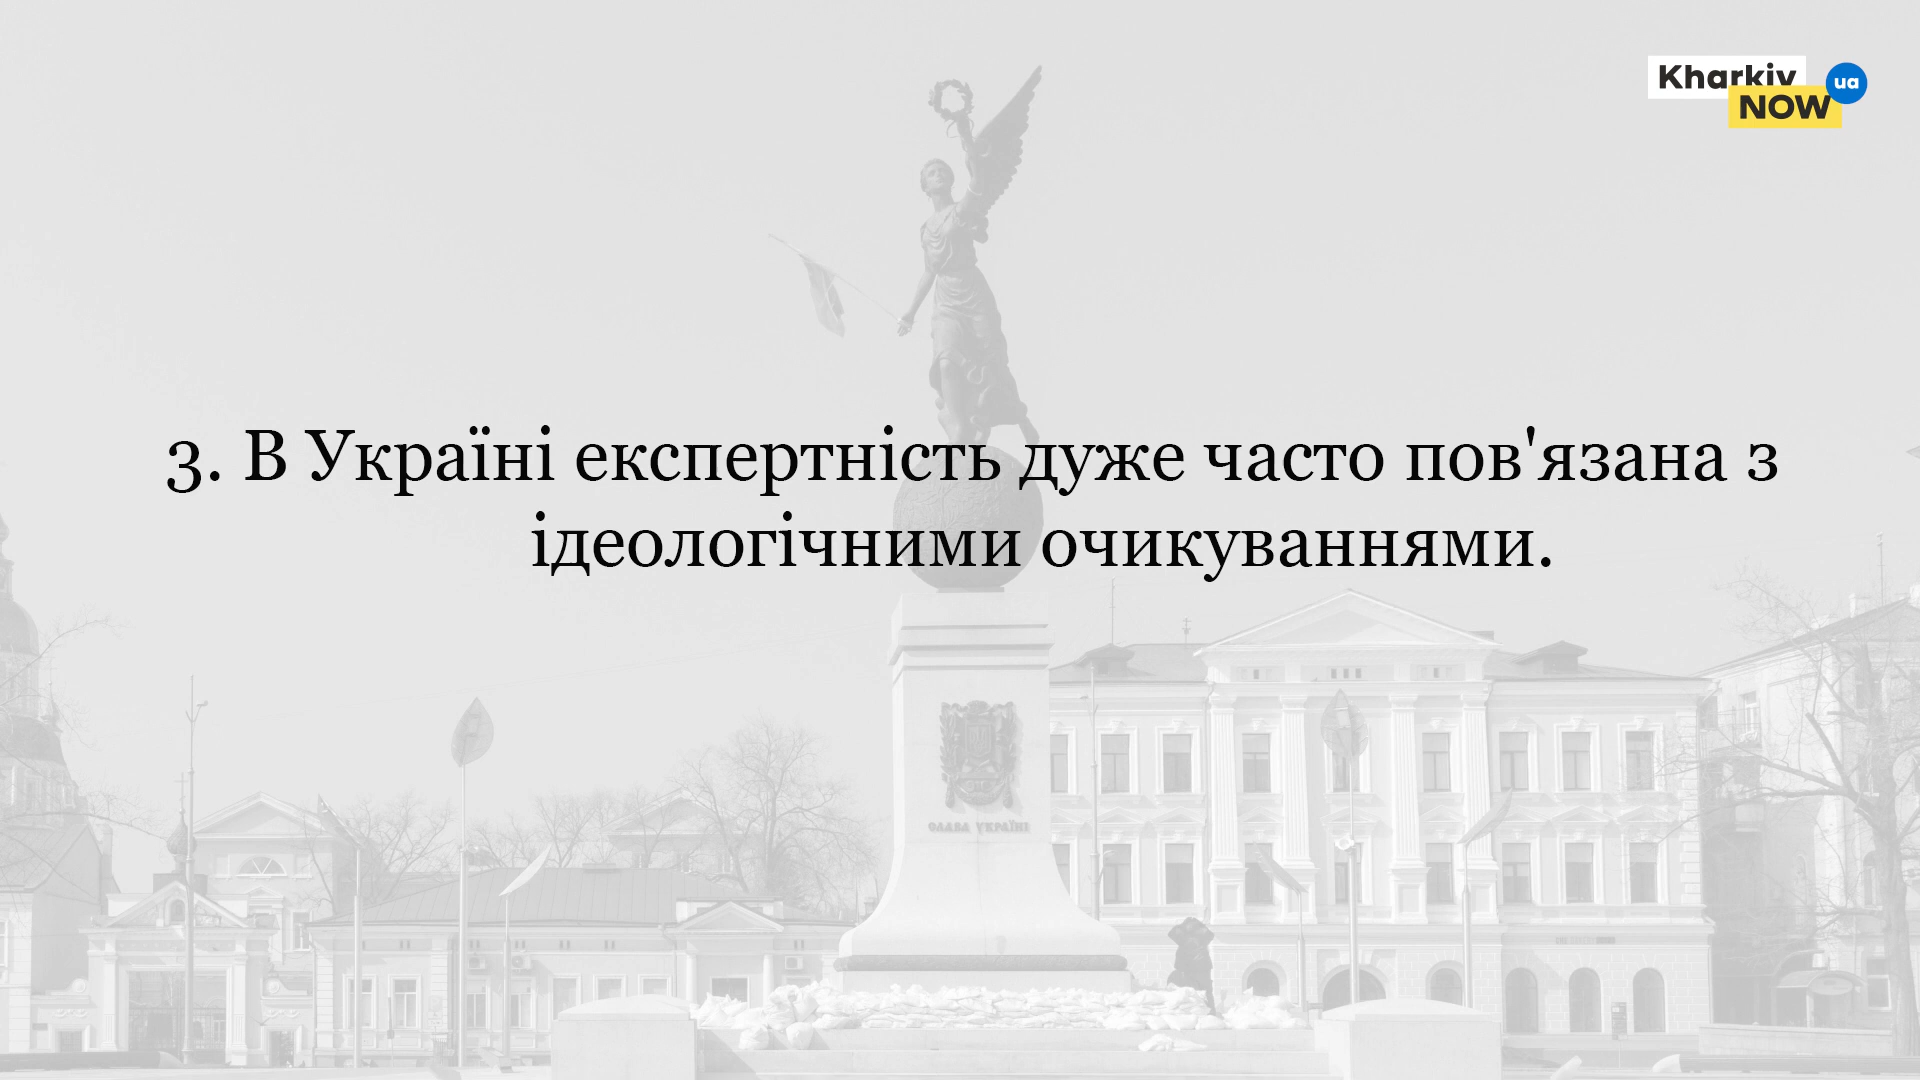 Kharkiv
ua
NOW
3. В Україні експертність дуже часто пов'язана з
ідеологічними очикуваннями.
СЛАВА УКРАЇНІ